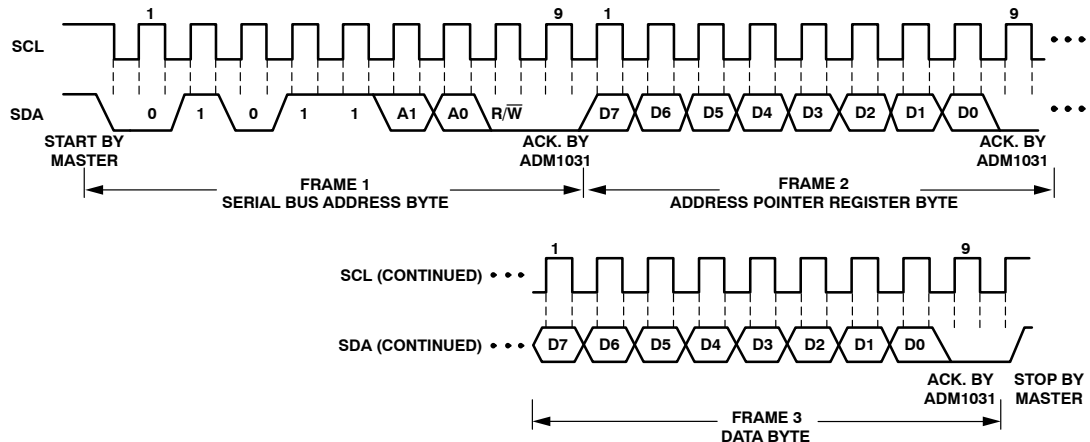 1 9 1 9
SCL
SDA 0 1 0 1 1 A1 A0 R/W D7 D6 D5 D4 D3 D2 D1 D0
START BY
MASTER
ACK. BY
ADM1031
ACK. BY
ADM1031
FRAME 1
SERIAL BUS ADDRESS BYTE
FRAME 2
ADDRESS POINTER REGISTER BYTE
1 9
SCL (CONTINUED)
SDA (CONTINUED) D7 D6 D5 D4 D3 D2 D1 D0
ACK. BY
ADM1031
STOP BY
MASTER
FRAME 3
DATA BYTE